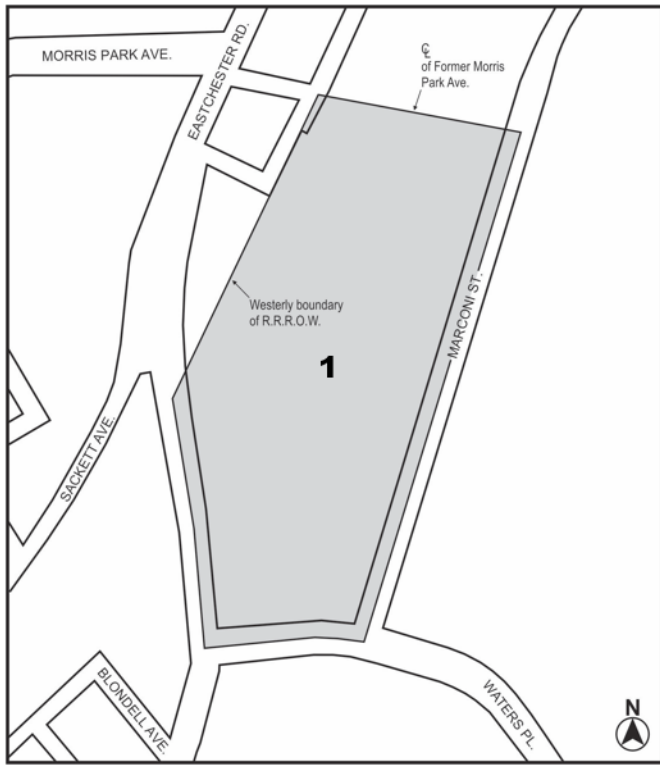 MORRIS PARK AVE.
EASTCHESTER RD.
℄
of Former Morris
Park Ave.
Westerly boundary
of R.R.R.O.W.
MARCONI ST.
1
SACKETT AVE.
BLONDELL AVE.
WATERS PL.
N